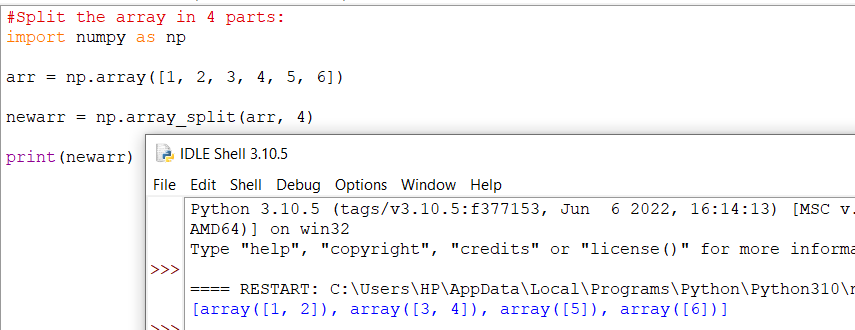 #Split the array in 4 parts:
import numpy as np
arr = np.array([1, 2, 3, 4, 5, 6])
newarr = np.array_split(arr, 4)
print(newarr)
IDLE Shell 3.10.5
File Edit Shell Debug Options Window Help
Python 3.10.5 (tags/v3.10.5:f377153, Jun  6 2022, 16:14:13) [MSC v.
AMD64)] on win32
Type "help", "copyright", "credits" or "license()" for more informa
>>>
==== RESTART: C:\Users\HP\AppData\Local\Programs\Python\Python310\
[array([1, 2]), array([3, 4]), array([5]), array([6])]
>>>